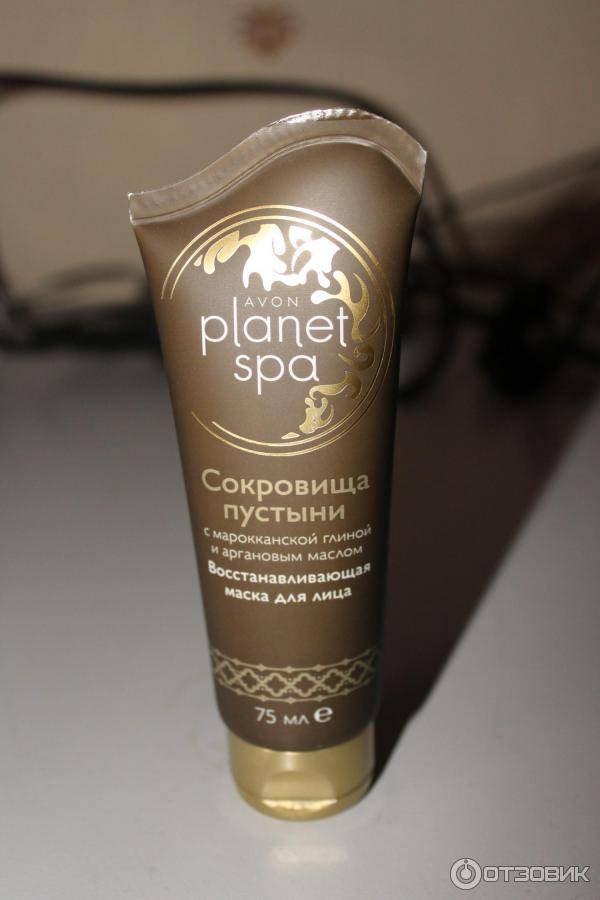 AVON
planet
spa
Сокровища
пустыни
с марокканской глиной
и аргановым маслом
Восстанавливающая
маска для лица
75 мл e
ОТЗОВИК